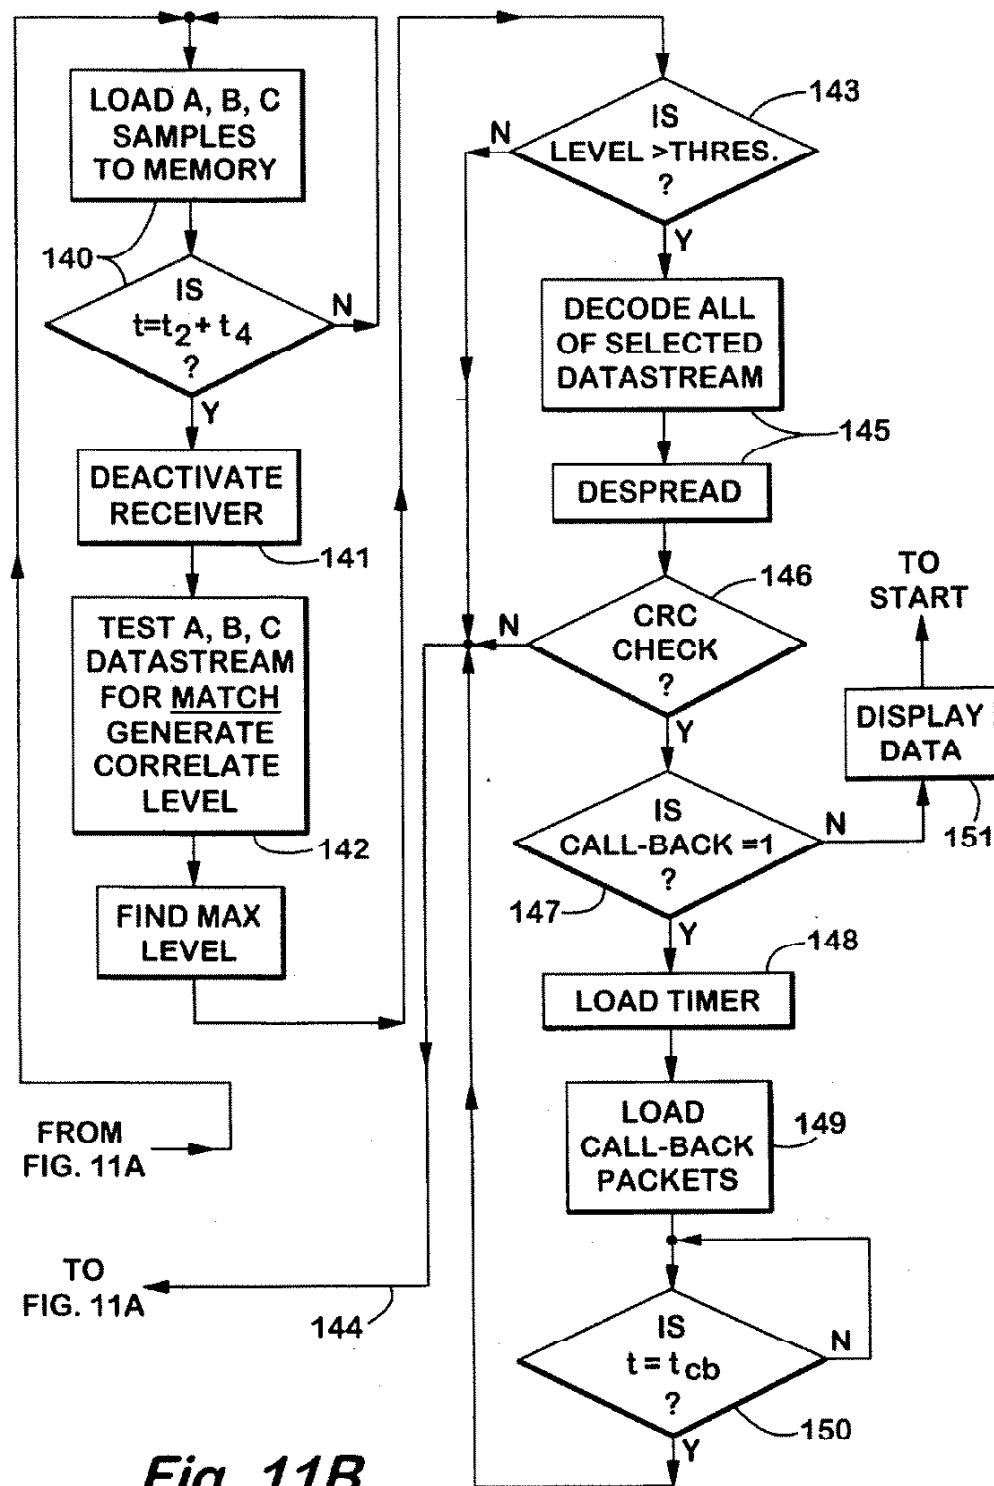 LOAD A, B, C
SAMPLES
TO MEMORY
140
IS
t=t2+ t4
?
N
Y
DEACTIVATE
RECEIVER
141
TEST A, B, C
DATASTREAM
FOR MATCH
GENERATE
CORRELATE
LEVEL
142
FIND MAX
LEVEL
FROM
FIG. 11A
TO
FIG. 11A
144
143
IS
LEVEL >THRES.
?
N
Y
DECODE ALL
OF SELECTED
DATASTREAM
145
DESPREAD
146
CRC
CHECK
?
N
Y
TO
START
DISPLAY
DATA
151
IS
CALL-BACK =1
?
N
147
Y
148
LOAD TIMER
LOAD
CALL-BACK
PACKETS
149
IS
t = tcb
?
N
150
Y
Fig. 11B